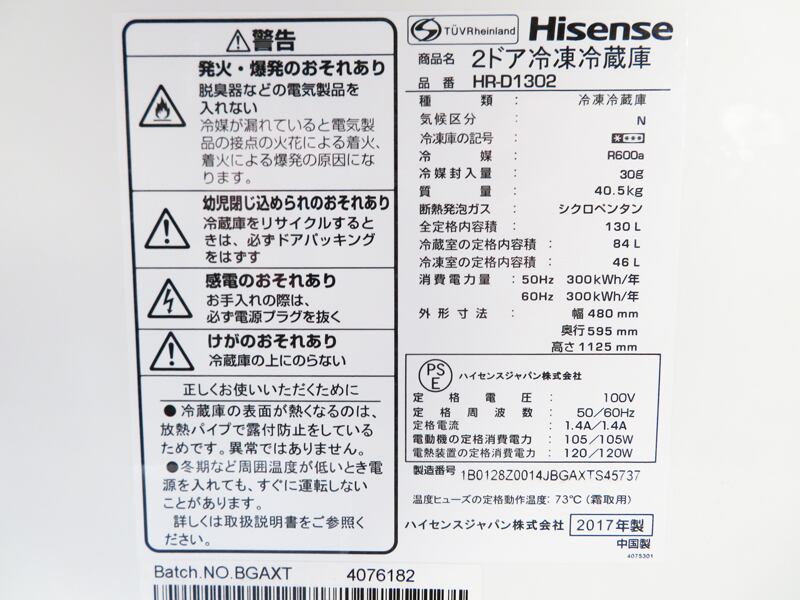 ⚠警告
発火・爆発のおそれあり
脱臭器などの電気製品を
入れない
冷媒が漏れていると電気製
品の接点の火花による着火、
着火による爆発の原因にな
ります。
幼児閉じ込められのおそれあり
冷蔵庫をリサイクルすると
きは、必ずドアパッキング
をはずす
感電のおそれあり
お手入れの際は、
必ず電源プラグを抜く
けがのおそれあり
冷蔵庫の上にのらない
正しくお使いいただくために
●冷蔵庫の表面が熱くなるのは、
放熱パイプで露付防止をしている
ためです。異常ではありません。
●冬期など周囲温度が低いとき電
源を入れても、すぐに運転しない
ことがあります。
詳しくは取扱説明書をご参照く
ださい。
Batch.NO.BGAXT 4076182
TÜVRheinland Hisense
商品名 2ドア冷凍冷蔵庫
品番 HR-D1302
種類 : 冷凍冷蔵庫
気候区分 : N
冷凍庫の記号 : ****
冷媒 : R600a
冷媒封入量 : 30g
質量 : 40.5kg
断熱発泡ガス : シクロペンタン
全定格内容積 : 130 L
冷蔵室の定格内容積 : 84 L
冷凍室の定格内容積 : 46 L
消費電力量 : 50Hz 300kWh/年
60Hz 300kWh/年
外形寸法 : 幅 480 mm
奥行 595 mm
高さ 1125 mm
PSE ハイセンスジャパン株式会社
定格電圧 : 100V
定格周波数 : 50/60Hz
定格電流 : 1.4A/1.4A
電動機の定格消費電力 : 105/105W
電熱装置の定格消費電力 : 120/120W
製造番号 1B0128Z0014JBGAXTS45737
温度ヒューズの定格動作温度: 73℃(霜取用)
ハイセンスジャパン株式会社 2017年製
中国製
4075301